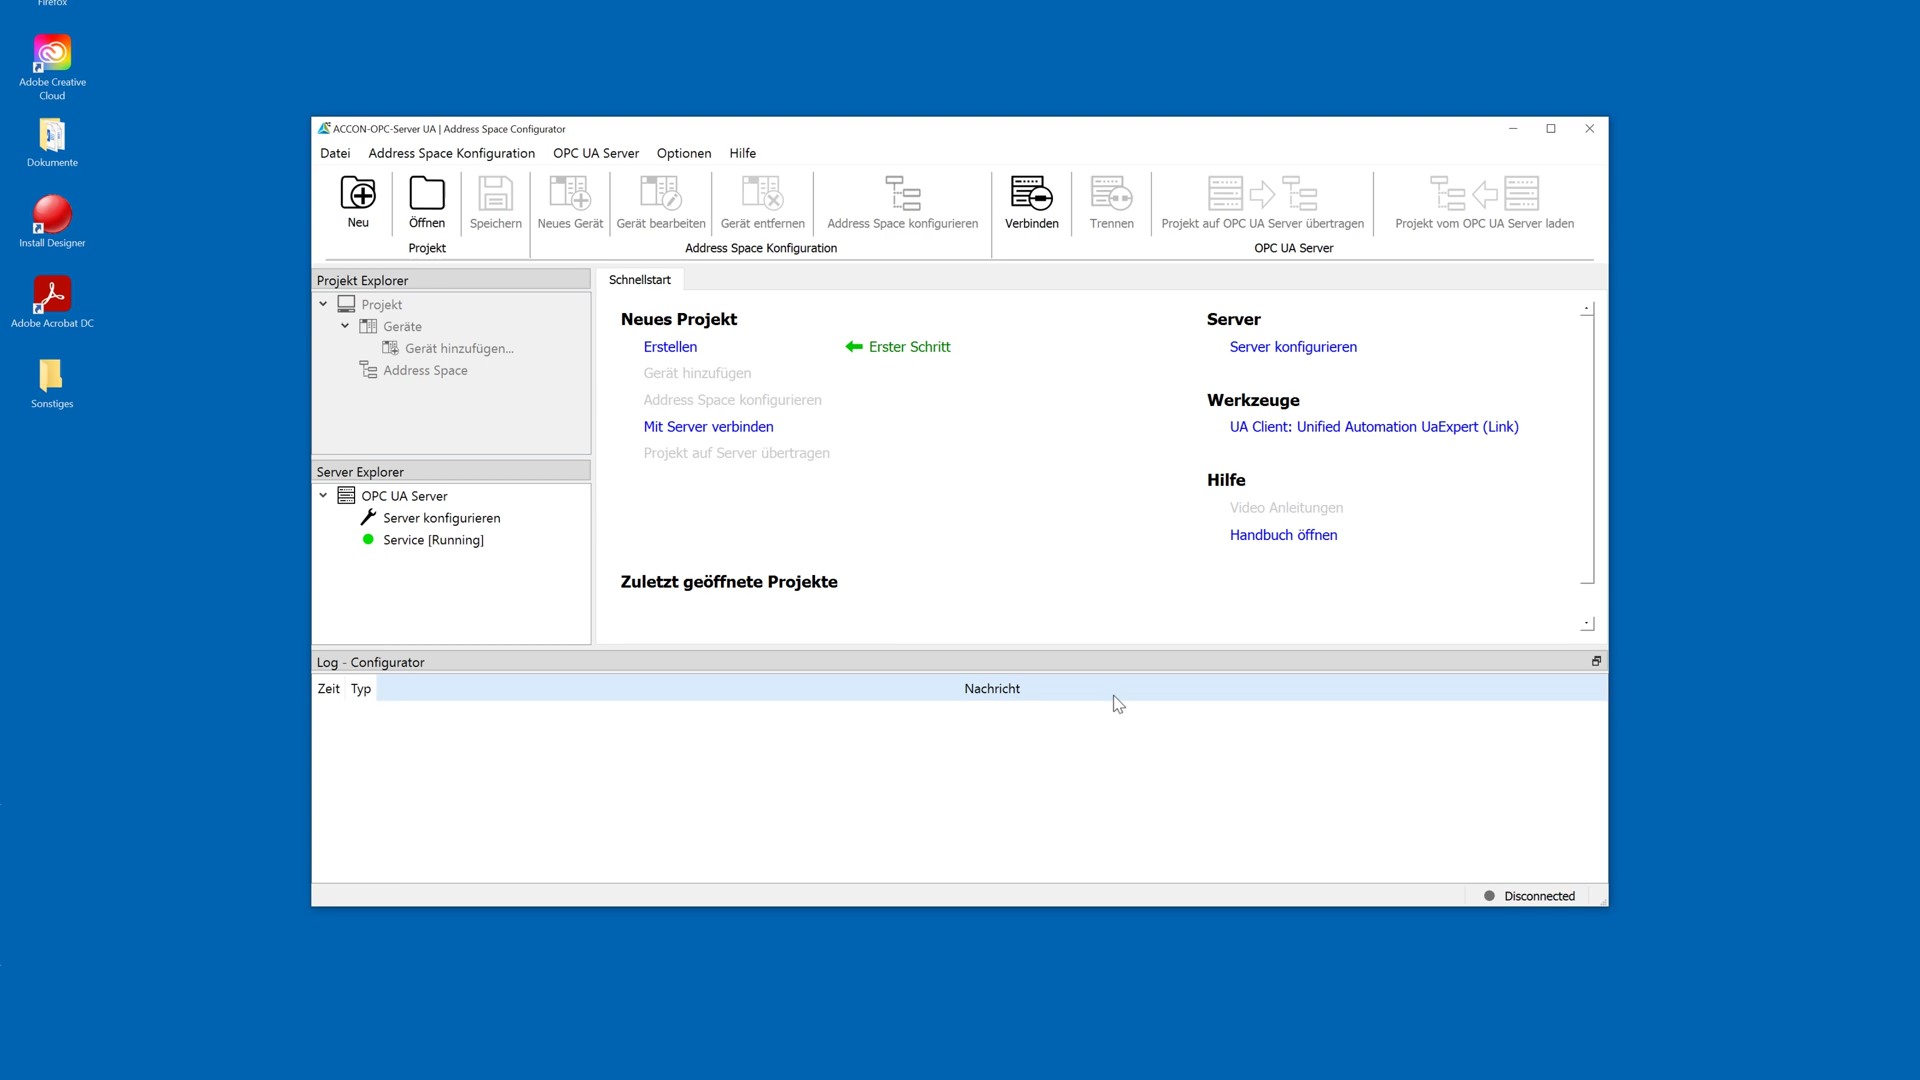 Firefox
Adobe Creative
Cloud
Dokumente
Install Designer
Adobe Acrobat DC
Sonstiges
ACCON-OPC-Server UA | Address Space Configurator
Datei Address Space Konfiguration OPC UA Server Optionen Hilfe
Neu Öffnen Speichern Neues Gerät Gerät bearbeiten Gerät entfernen Address Space konfigurieren Verbinden Trennen Projekt auf OPC UA Server übertragen Projekt vom OPC UA Server laden
Projekt Address Space Konfiguration OPC UA Server
Projekt Explorer
Projekt
Geräte
Gerät hinzufügen...
Address Space
Server Explorer
OPC UA Server
Server konfigurieren
Service [Running]
Schnellstart
Neues Projekt
Erstellen Erster Schritt
Gerät hinzufügen
Address Space konfigurieren
Mit Server verbinden
Projekt auf Server übertragen
Zuletzt geöffnete Projekte
Server
Server konfigurieren
Werkzeuge
UA Client: Unified Automation UaExpert (Link)
Hilfe
Video Anleitungen
Handbuch öffnen
Log - Configurator
Zeit Typ Nachricht
Disconnected